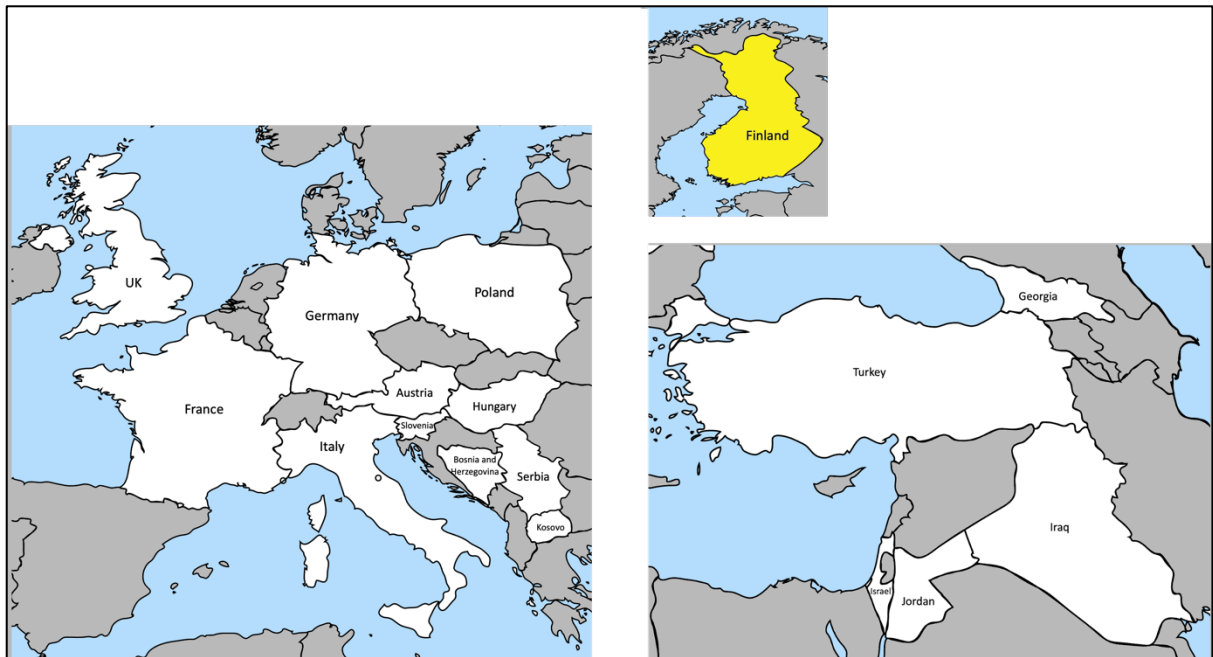 Finland
UK
Poland
Germany
France
Austria
Hungary
Slovenia
Italy
Bosnia and
Herzegovina
Serbia
Kosovo
Georgia
Turkey
Iraq
Israel
Jordan